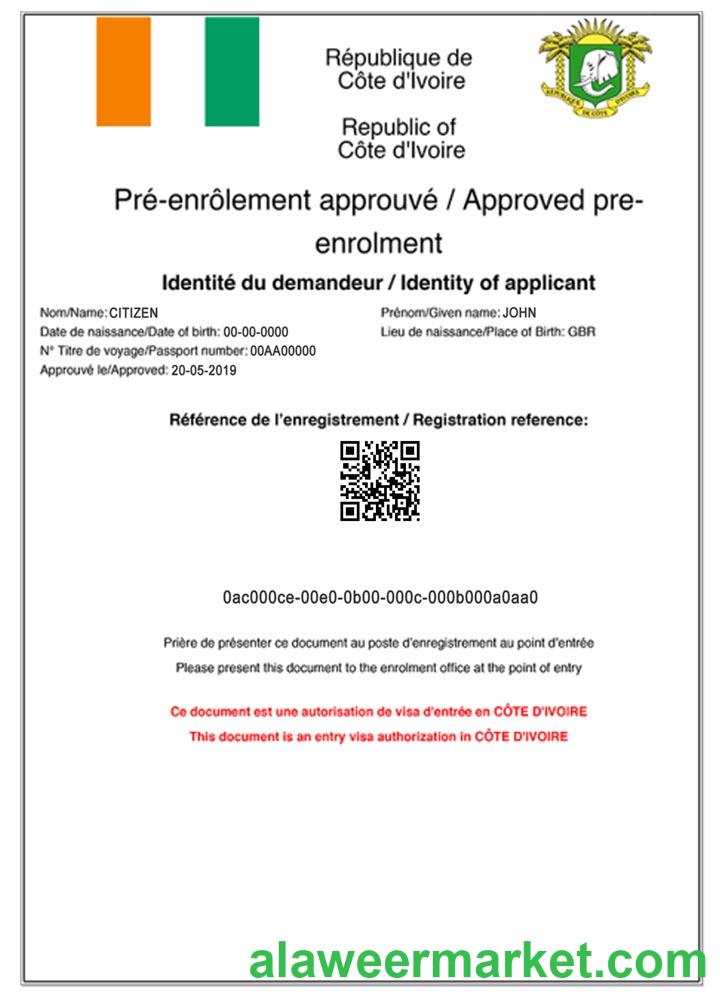 République de
Côte d'Ivoire
Republic of
Côte d'Ivoire
REPUBLIQUE DE CÔTE D'IVOIRE
Pré-enrôlement approuvé / Approved pre-
enrolment
Identité du demandeur / Identity of applicant
Nom/Name: CITIZEN Prénom/Given name: JOHN
Date de naissance/Date of birth: 00-00-0000 Lieu de naissance/Place of Birth: GBR
N° Titre de voyage/Passport number: 00AA00000
Approuvé le/Approved: 20-05-2019
Référence de l'enregistrement / Registration reference:
0ac000ce-00e0-0b00-000c-000b000a0aa0
Prière de présenter ce document au poste d'enregistrement au point d'entrée
Please present this document to the enrolment office at the point of entry
Ce document est une autorisation de visa d'entrée en CÔTE D'IVOIRE
This document is an entry visa authorization in CÔTE D'IVOIRE
alaweermarket.com